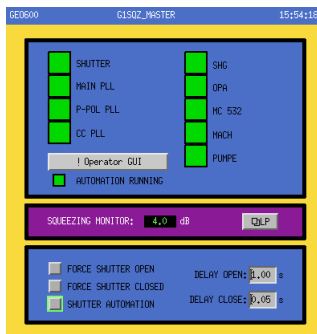 GEO600 G1SQZ_MASTER 15:54:18
SHUTTER SHG
MAIN PLL OPA
P-POL PLL MC 532
CC PLL MACH
! Operator GUI PUMPE
AUTOMATION RUNNING
SQUEEZING MONITOR: 4.0 dB LP
FORCE SHUTTER OPEN DELAY OPEN: 1.00 s
FORCE SHUTTER CLOSED
SHUTTER AUTOMATION DELAY CLOSE: 0.05 s